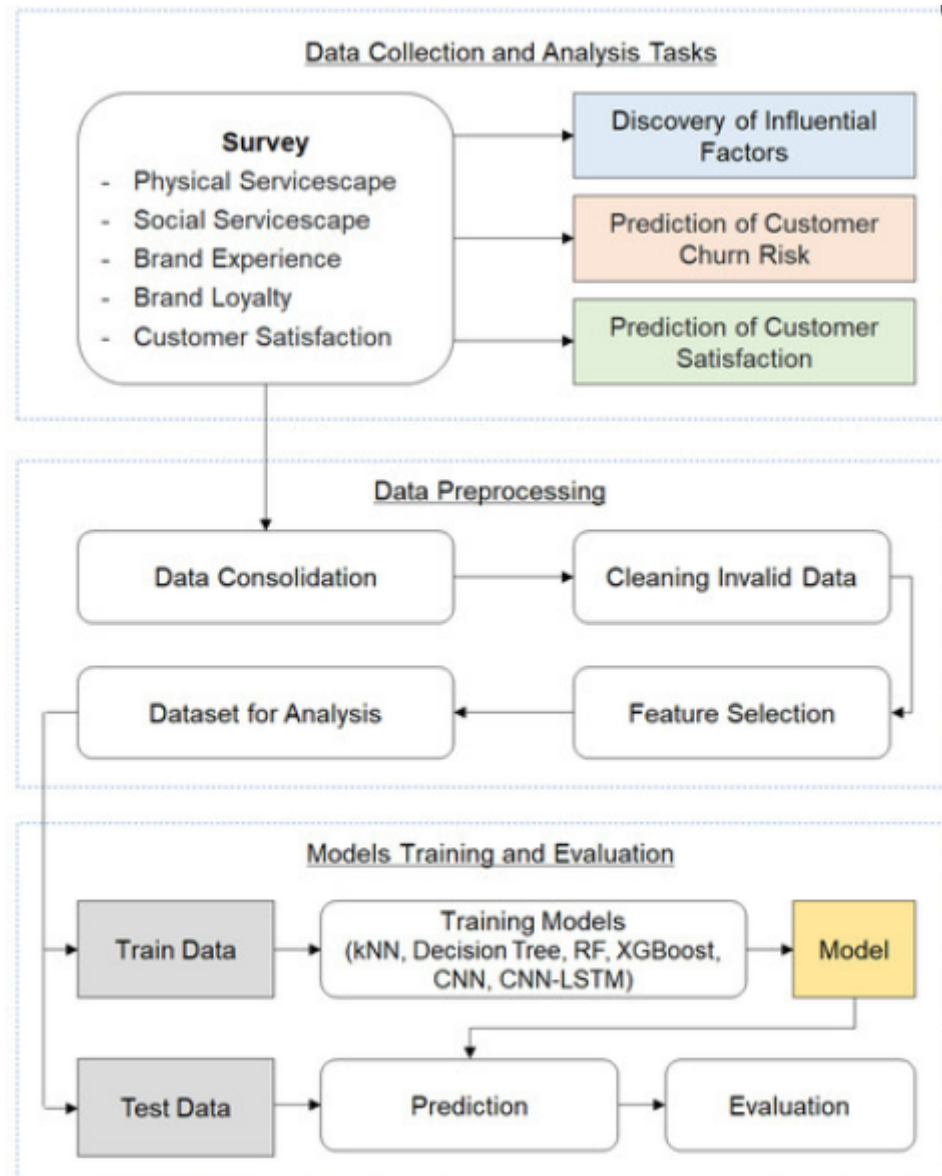 Data Collection and Analysis Tasks
Survey
- Physical Servicescape
- Social Servicescape
- Brand Experience
- Brand Loyalty
- Customer Satisfaction
Discovery of Influential
Factors
Prediction of Customer
Churn Risk
Prediction of Customer
Satisfaction
Data Preprocessing
Data Consolidation
Cleaning Invalid Data
Dataset for Analysis
Feature Selection
Models Training and Evaluation
Train Data
Training Models
(kNN, Decision Tree, RF, XGBoost,
CNN, CNN-LSTM)
Model
Test Data
Prediction
Evaluation